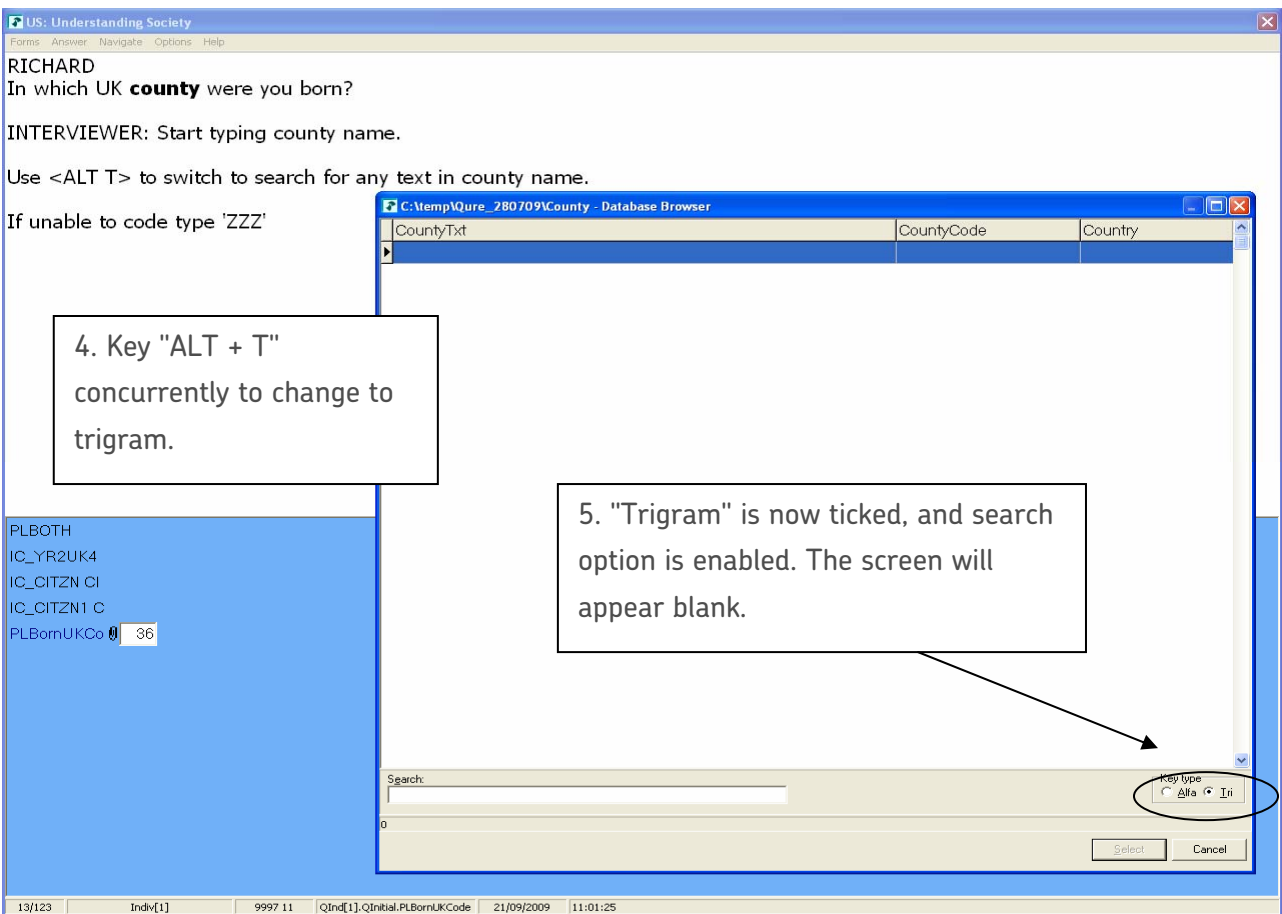 US: Understanding Society
Forms Answer Navigate Options Help
RICHARD
In which UK county were you born?
INTERVIEWER: Start typing county name.
Use <ALT T> to switch to search for any text in county name.
If unable to code type 'ZZZ'
C:\temp\Qure_280709\County - Database Browser
CountyTxt CountyCode Country
4. Key "ALT + T"
concurrently to change to
trigram.
5. "Trigram" is now ticked, and search
option is enabled. The screen will
appear blank.
PLBOTH
IC_YR2UK4
IC_CITZN CI
IC_CITZN1 C
PLBornUKCo 36
Search:
Key type
Alfa Tri
0
Select Cancel
13/123 Indiv[1] 9997 11 QInd[1].QInitial.PLBornUKCode 21/09/2009 11:01:25